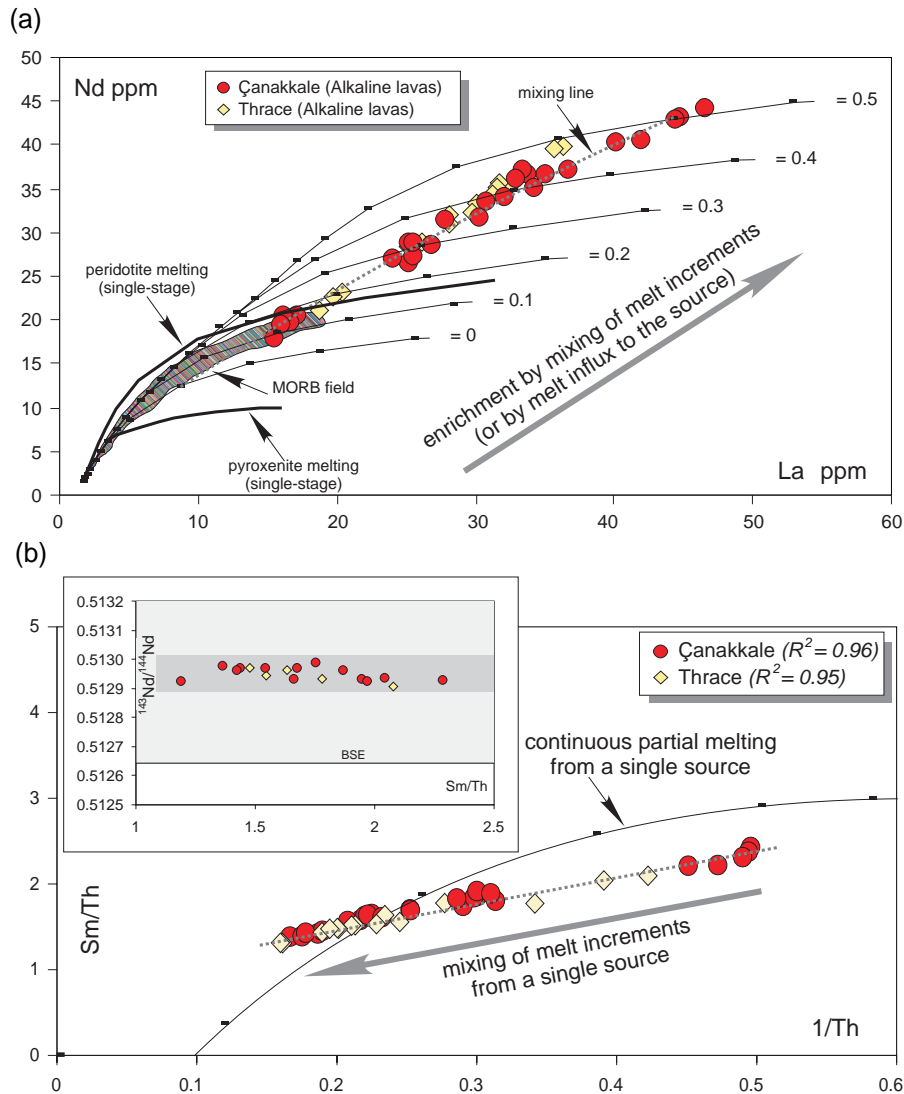 (a)
Nd ppm
Çanakkale (Alkaline lavas)
Thrace (Alkaline lavas)
mixing line
= 0.5
= 0.4
= 0.3
= 0.2
= 0.1
= 0
peridotite melting
(single-stage)
MORB field
pyroxenite melting
(single-stage)
enrichment by mixing of melt increments
(or by melt influx to the source)
La ppm
50
45
40
35
30
25
20
15
10
5
0
0 10 20 30 40 50 60
(b)
0.5132
0.5131
0.5130
0.5129
0.5128
0.5127
0.5126
0.5125
143Nd/144Nd
BSE
Sm/Th
1 1.5 2 2.5
Çanakkale (R2 = 0.96)
Thrace (R2 = 0.95)
continuous partial melting
from a single source
mixing of melt increments
from a single source
Sm/Th
1/Th
5
4
3
2
1
0
0 0.1 0.2 0.3 0.4 0.5 0.6